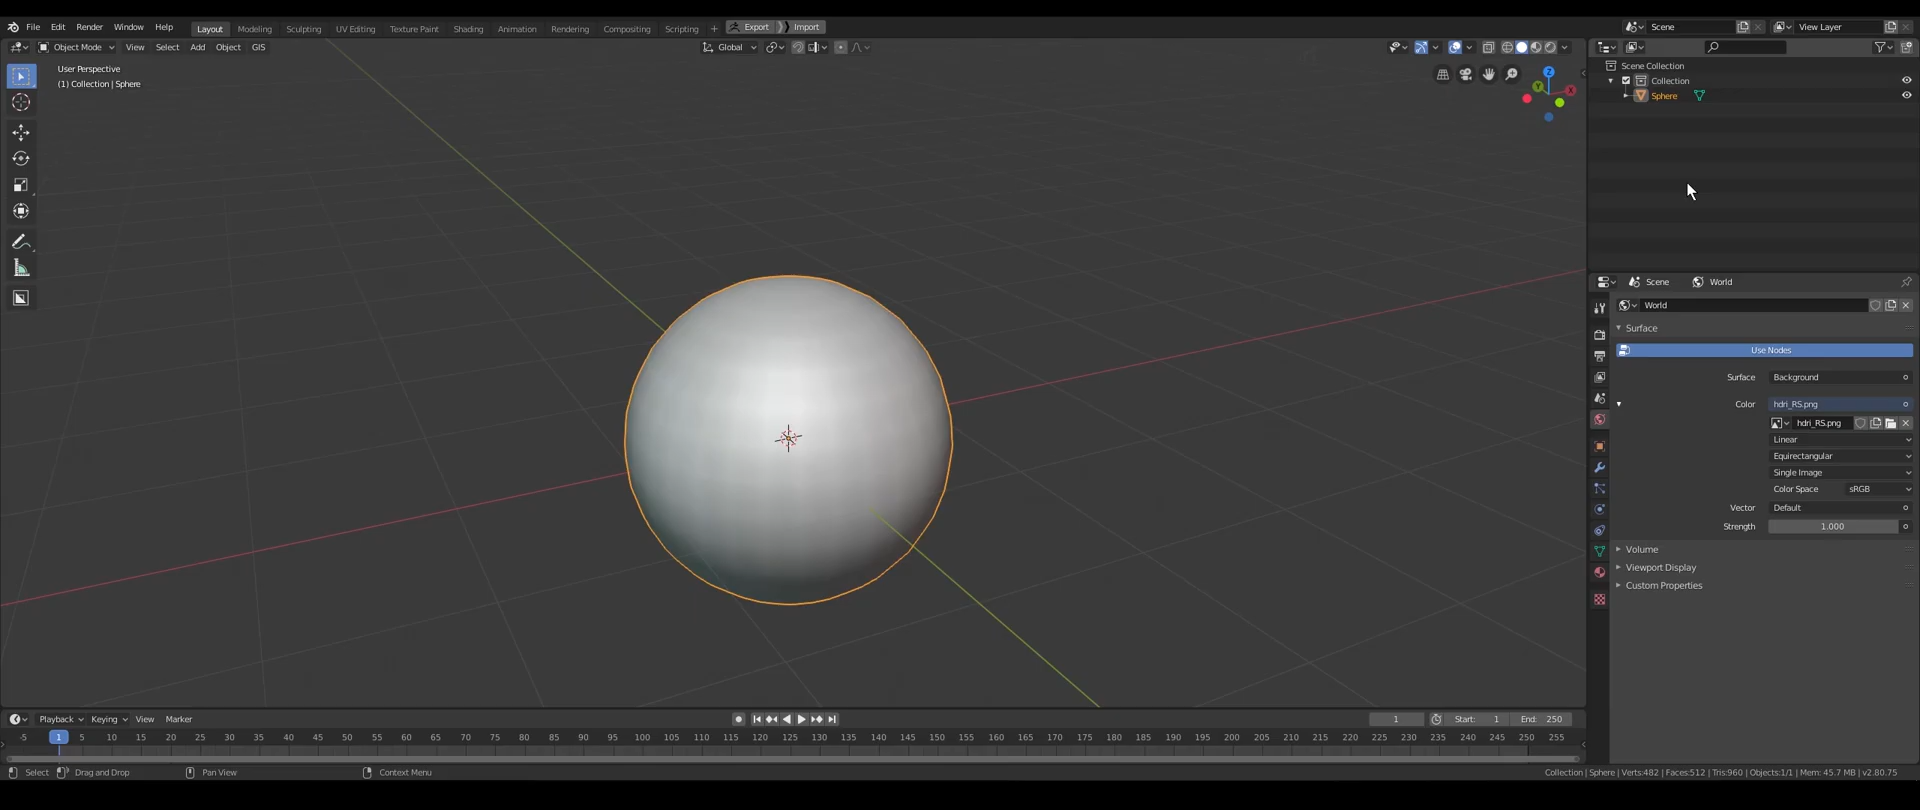 File Edit Render Window Help Layout Modeling Sculpting UV Editing Texture Paint Shading Animation Rendering Compositing Scripting + Export Import Scene View Layer
Object Mode View Select Add Object GIS Global
User Perspective
(1) Collection | Sphere
Z
Y
X
Scene Collection
Collection
Sphere
Scene World
World
Surface
Use Nodes
Surface Background
Color hdri_RS.png
hdri_RS.png
Linear
Equirectangular
Single Image
Color Space sRGB
Vector Default
Strength 1.000
Volume
Viewport Display
Custom Properties
Playback Keying View Marker 1 Start: 1 End: 250
-5 1 5 10 15 20 25 30 35 40 45 50 55 60 65 70 75 80 85 90 95 100 105 110 115 120 125 130 135 140 145 150 155 160 165 170 175 180 185 190 195 200 205 210 215 220 225 230 235 240 245 250 255
Select Drag and Drop Pan View Context Menu Collection | Sphere | Verts:482 | Faces:512 | Tris:960 | Objects:1/1 | Mem: 45.7 MB | v2.80.75